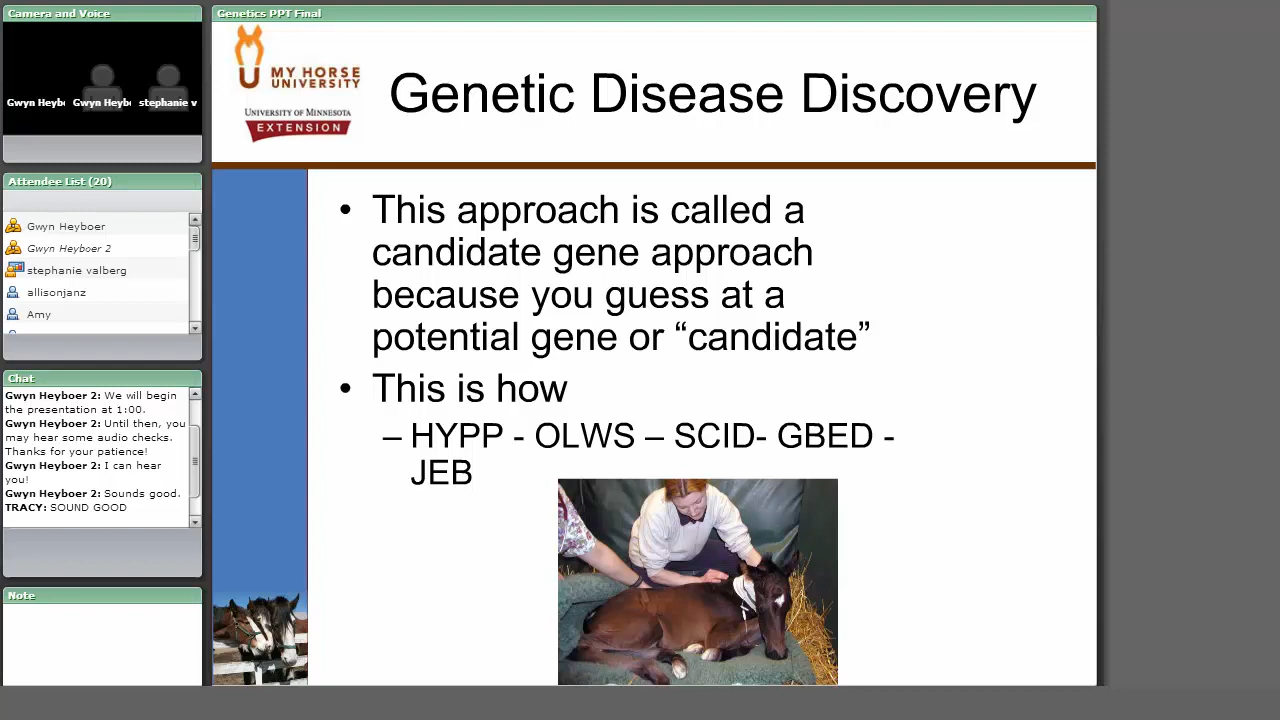 Camera and Voice
Gwyn Heyb
Gwyn Heyb
stephanie v
Attendee List (20)
Gwyn Heyboer
Gwyn Heyboer 2
stephanie valberg
allisonjanz
Amy
Chat
Gwyn Heyboer 2: We will begin
the presentation at 1:00.
Gwyn Heyboer 2: Until then, you
may hear some audio checks.
Thanks for your patience!
Gwyn Heyboer 2: I can hear
you!
Gwyn Heyboer 2: Sounds good.
TRACY: SOUND GOOD
Note
Genetics PPT Final
MY HORSE
UNIVERSITY
UNIVERSITY OF MINNESOTA
EXTENSION
Genetic Disease Discovery
• This approach is called a
candidate gene approach
because you guess at a
potential gene or “candidate”
• This is how
– HYPP - OLWS – SCID- GBED -
JEB